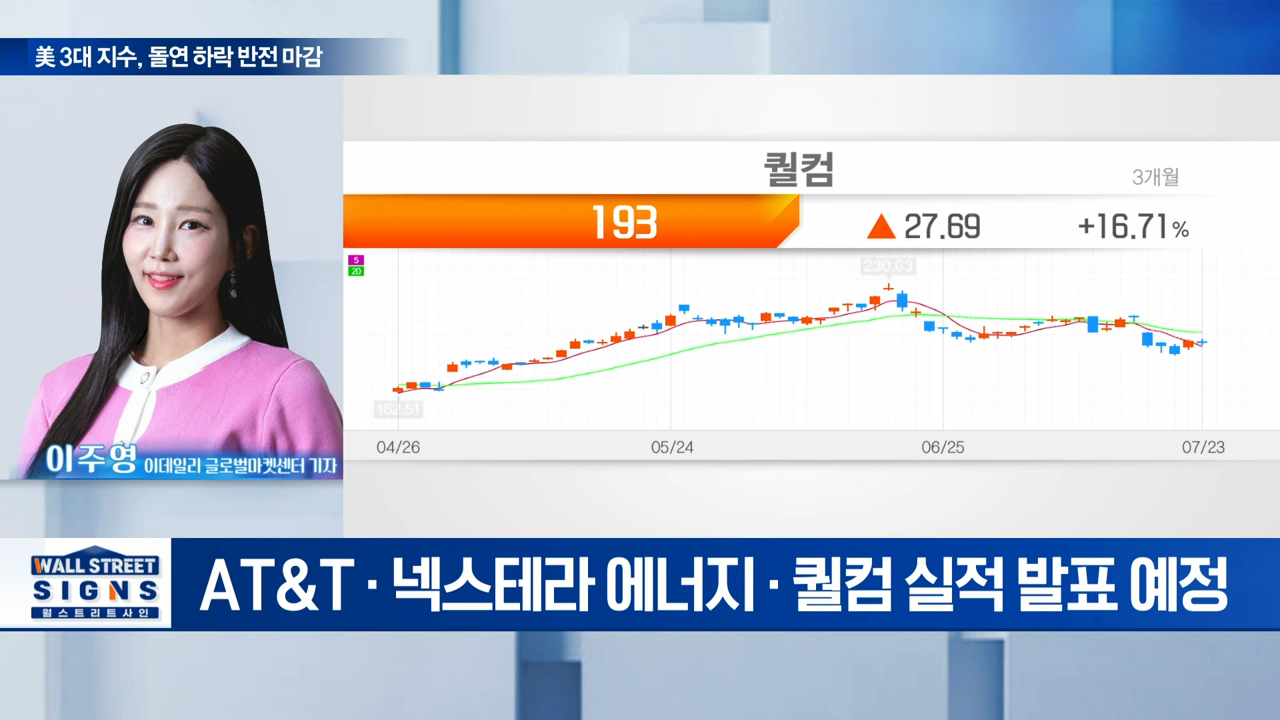 美 3대 지수, 돌연 하락 반전 마감
퀄컴
3개월
193
▲ 27.69
+16.71%
5
20
230.63
162.51
04/26
05/24
06/25
07/23
이주영 이데일리 글로벌마켓센터 기자
WALL STREET
SIGNS
월스트리트사인
AT&T · 넥스테라 에너지 · 퀄컴 실적 발표 예정